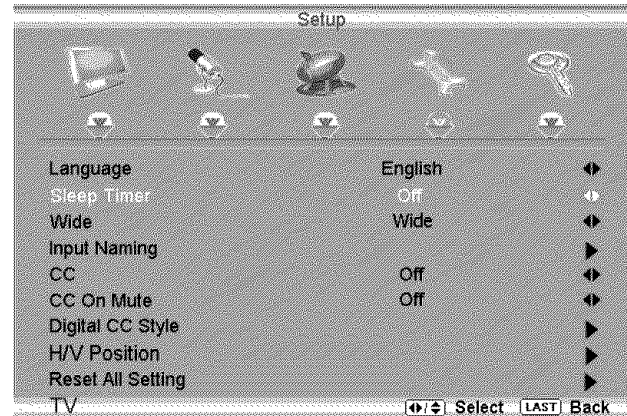 Setup
Language English
Sleep Timer Off
Wide Wide
Input Naming
CC Off
CC On Mute Off
Digital CC Style
H/V Position
Reset All Setting
TV Select LAST Back